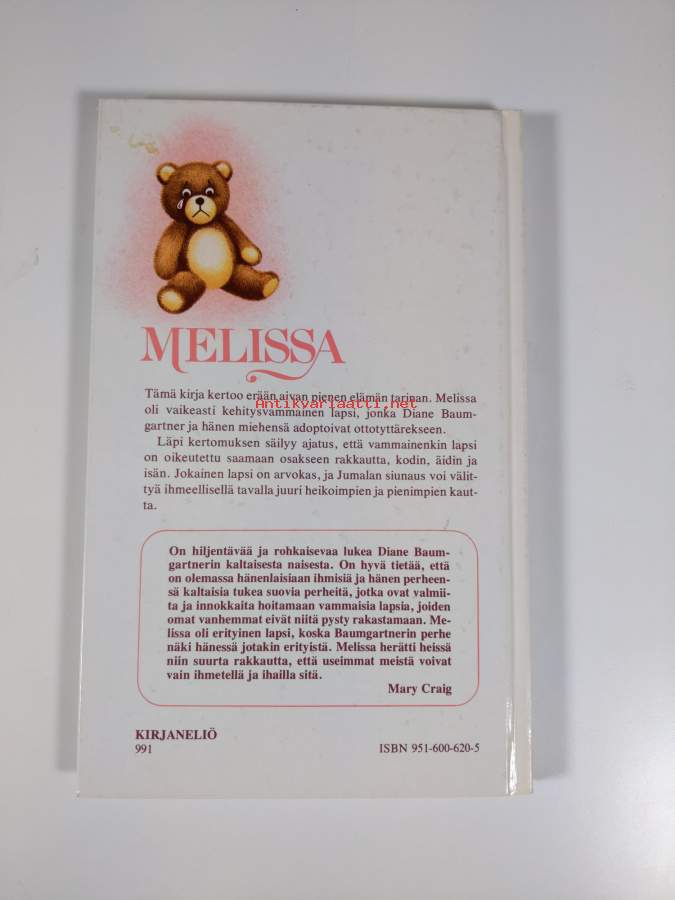 MELISSA
Tämä kirja kertoo erään aivan pienen elämän tarinan. Melissa
Antikvariaatti.net
oli vaikeasti kehitysvammainen lapsi, jonka Diane Baum-
gartner ja hänen miehensä adoptoivat ottotyttärekseen.
Läpi kertomuksen säilyy ajatus, että vammainenkin lapsi
on oikeutettu saamaan osakseen rakkautta, kodin, äidin ja
isän. Jokainen lapsi on arvokas, ja Jumalan siunaus voi välit-
tyä ihmeellisellä tavalla juuri heikoimpien ja pienimpien kaut-
ta.
On hiljentävää ja rohkaisevaa lukea Diane Baum-
gartnerin kaltaisesta naisesta. On hyvä tietää, että
on olemassa hänenlaisiaan ihmisiä ja hänen perheen-
sä kaltaisia tukea suovia perheitä, jotka ovat valmii-
ta ja innokkaita hoitamaan vammaisia lapsia, joiden
omat vanhemmat eivät niitä pysty rakastamaan. Me-
lissa oli erityinen lapsi, koska Baumgartnerin perhe
näki hänessä jotakin erityistä. Melissa herätti heissä
niin suurta rakkautta, että useimmat meistä voivat
vain ihmetellä ja ihailla sitä.
Mary Craig
KIRJANELIÖ
991
ISBN 951-600-620-5